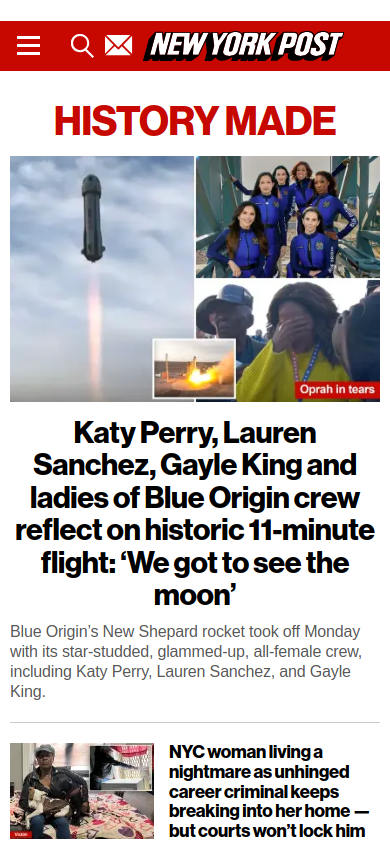 NEW YORK POST
HISTORY MADE
Oprah in tears
Katy Perry, Lauren
Sanchez, Gayle King and
ladies of Blue Origin crew
reflect on historic 11-minute
flight: ‘We got to see the
moon’
Blue Origin’s New Shepard rocket took off Monday
with its star-studded, glammed-up, all-female crew,
including Katy Perry, Lauren Sanchez, and Gayle
King.
NYC woman living a
nightmare as unhinged
career criminal keeps
breaking into her home —
but courts won’t lock him